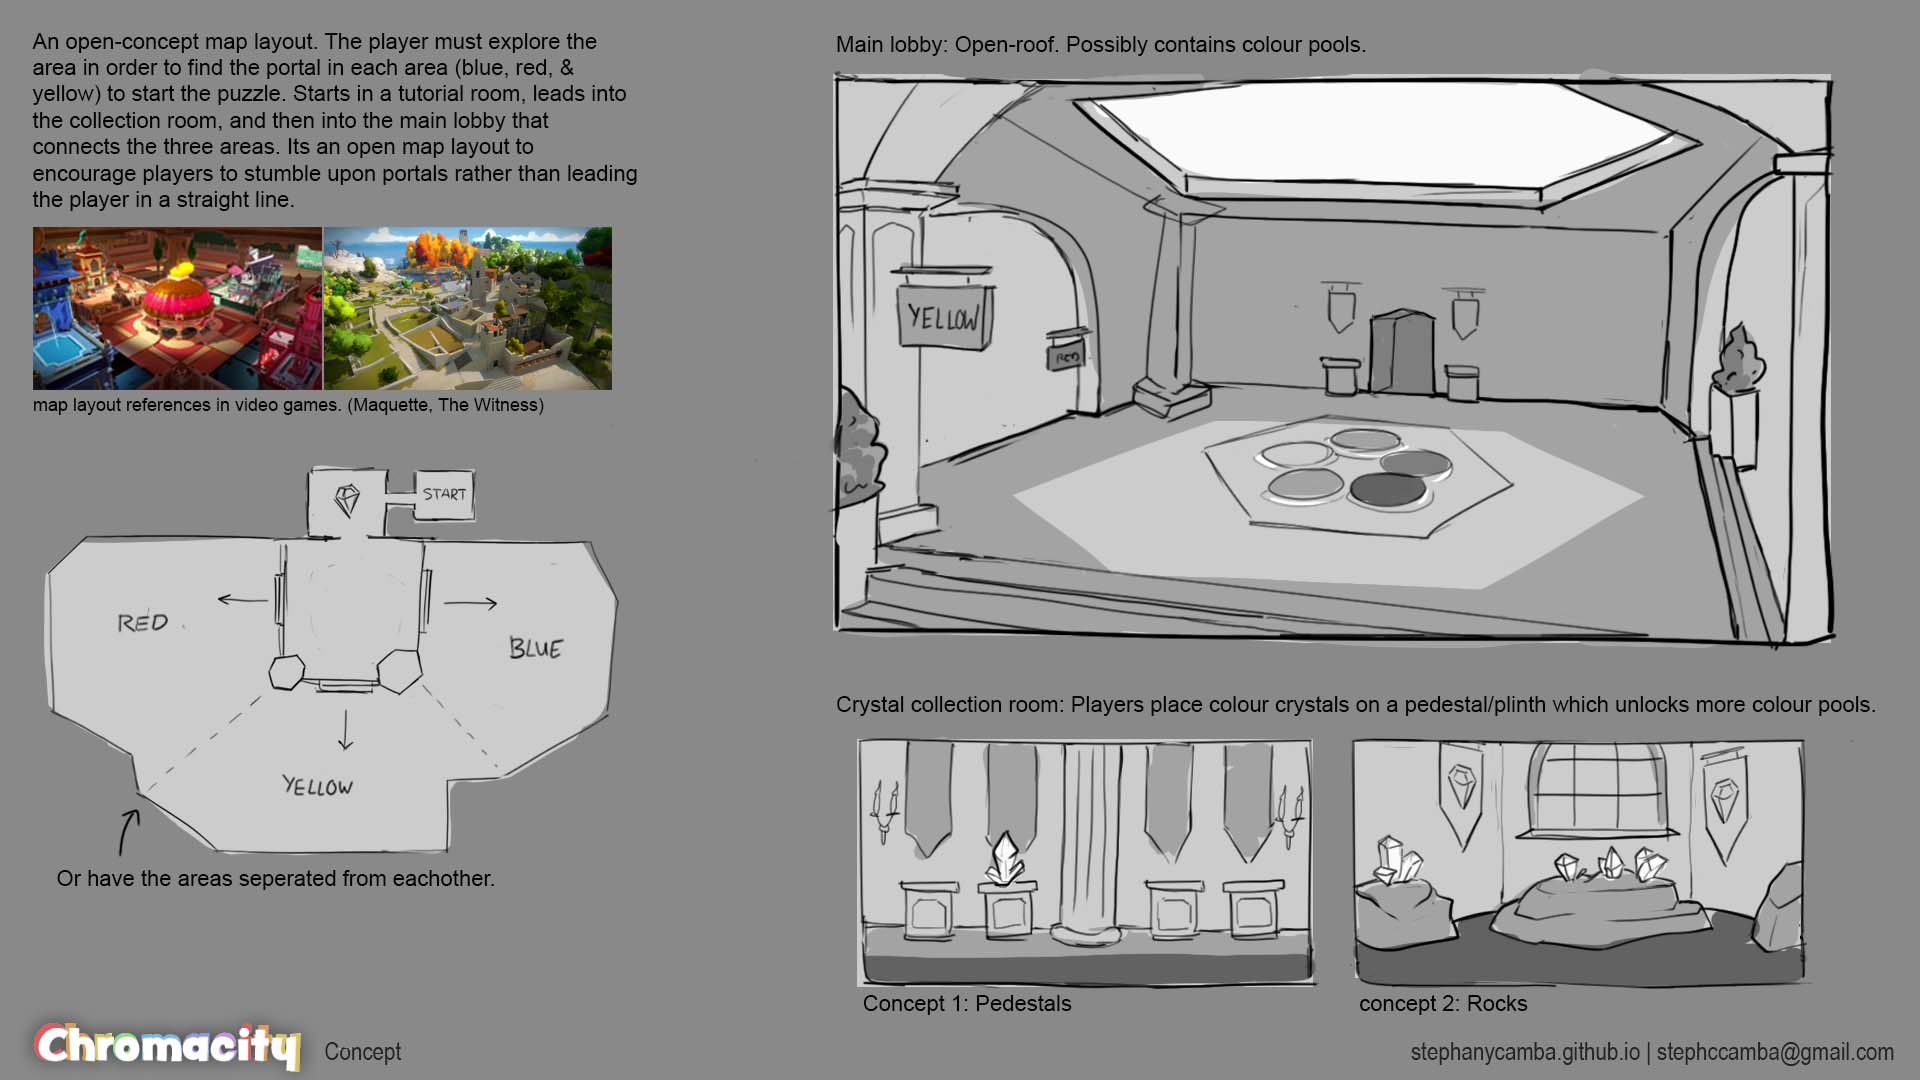 An open-concept map layout. The player must explore the
area in order to find the portal in each area (blue, red, &
yellow) to start the puzzle. Starts in a tutorial room, leads into
the collection room, and then into the main lobby that
connects the three areas. Its an open map layout to
encourage players to stumble upon portals rather than leading
the player in a straight line.
map layout references in video games. (Maquette, The Witness)
START
RED
BLUE
YELLOW
Or have the areas seperated from eachother.
Main lobby: Open-roof. Possibly contains colour pools.
YELLOW
RED
Crystal collection room: Players place colour crystals on a pedestal/plinth which unlocks more colour pools.
Concept 1: Pedestals
concept 2: Rocks
Chromacity
Concept
stephanycamba.github.io | stephccamba@gmail.com